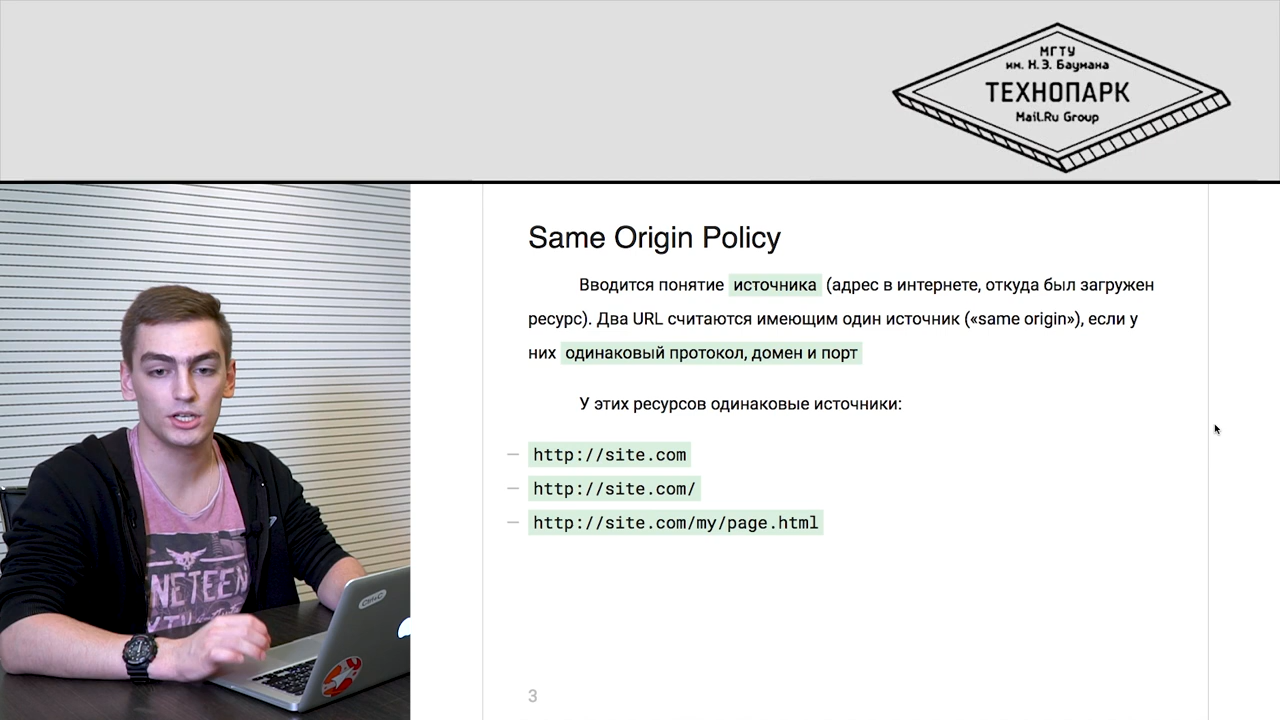 МГТУ
им. Н.Э. Баумана
ТЕХНОПАРК
Mail.Ru Group
Same Origin Policy
Вводится понятие источника (адрес в интернете, откуда был загружен
ресурс). Два URL считаются имеющим один источник («same origin»), если у
них одинаковый протокол, домен и порт
У этих ресурсов одинаковые источники:
— http://site.com
— http://site.com/
— http://site.com/my/page.html
3
NETEEN